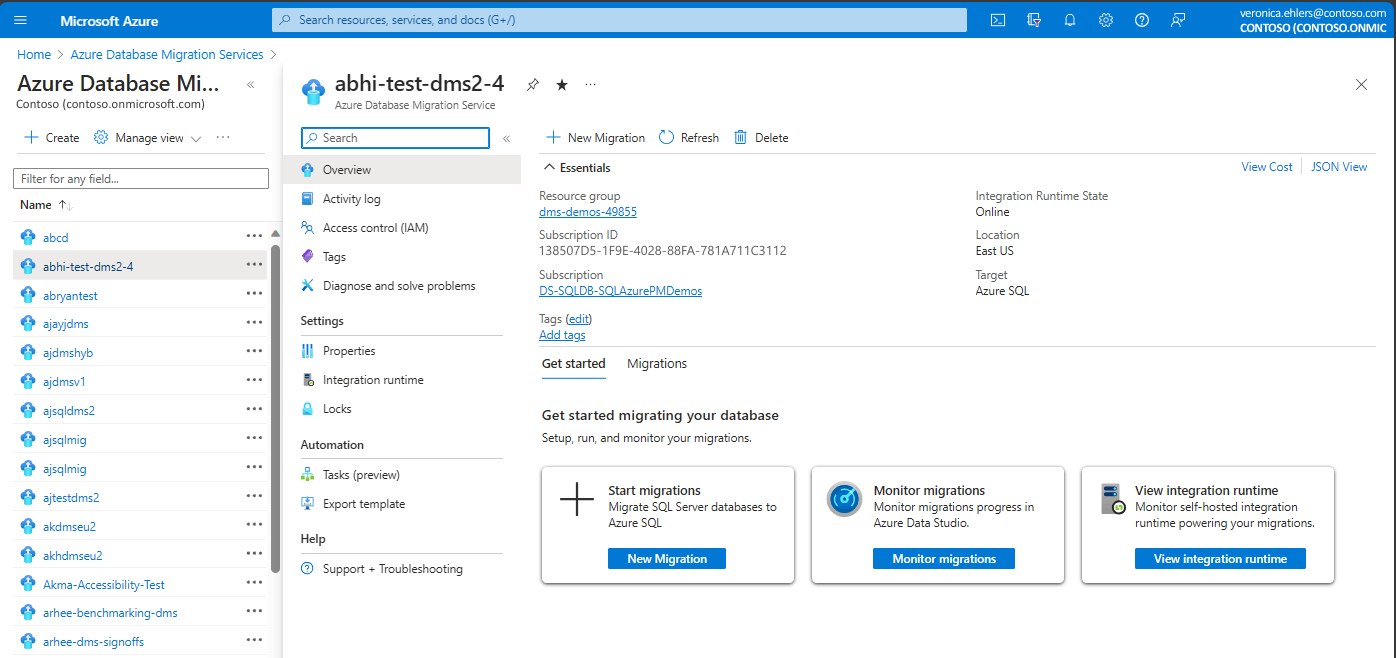 Microsoft Azure
Search resources, services, and docs (G+/)
veronica.ehlers@contoso.com
CONTOSO (CONTOSO.ONMIC
Home > Azure Database Migration Services >
Azure Database Mi...
Contoso (contoso.onmicrosoft.com)
Create
Manage view
Filter for any field...
Name
abcd
abhi-test-dms2-4
abryantest
ajayjdms
ajdmshyb
ajdmsv1
ajsqldms2
ajsqlmig
ajsqlmig
ajtestdms2
akdmseu2
akhdmseu2
Akma-Accessibility-Test
arhee-benchmarking-dms
arhee-dms-signoffs
abhi-test-dms2-4
Azure Database Migration Service
Search
Overview
Activity log
Access control (IAM)
Tags
Diagnose and solve problems
Settings
Properties
Integration runtime
Locks
Automation
Tasks (preview)
Export template
Help
Support + Troubleshooting
New Migration
Refresh
Delete
Essentials
View Cost
JSON View
Resource group
dms-demos-49855
Subscription ID
138507D5-1F9E-4028-88FA-781A711C3112
Subscription
DS-SQLDB-SQLAzurePMDemos
Tags (edit)
Add tags
Integration Runtime State
Online
Location
East US
Target
Azure SQL
Get started
Migrations
Get started migrating your database
Setup, run, and monitor your migrations.
Start migrations
Migrate SQL Server databases to
Azure SQL
New Migration
Monitor migrations
Monitor migrations progress in
Azure Data Studio.
Monitor migrations
View integration runtime
Monitor self-hosted integration
runtime powering your migrations.
View integration runtime